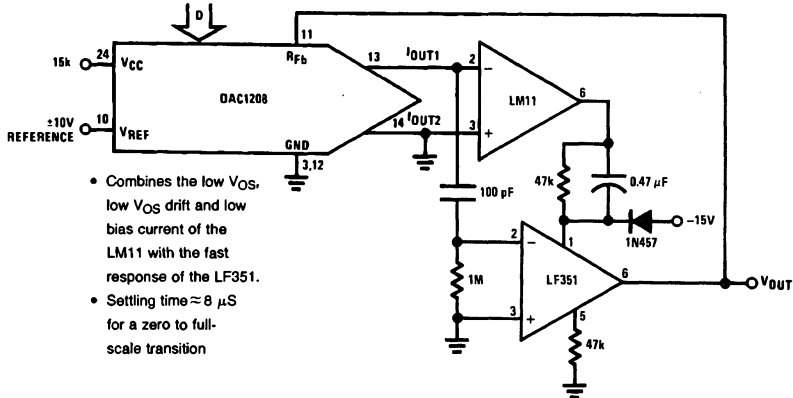 D
11
RFb
24
15k
VCC
DAC1208
13
IOUT1
2
−
LM11
6
±10V
REFERENCE
10
VREF
14
IOUT2
3
+
GND
3,12
47k
0.47 µF
100 pF
−15V
1N457
• Combines the low VOS,
low VOS drift and low
bias current of the
LM11 with the fast
response of the LF351.
• Settling time ≈ 8 µS
for a zero to full-
scale transition
2
−
1
LF351
6
VOUT
1M
3
+
5
47k